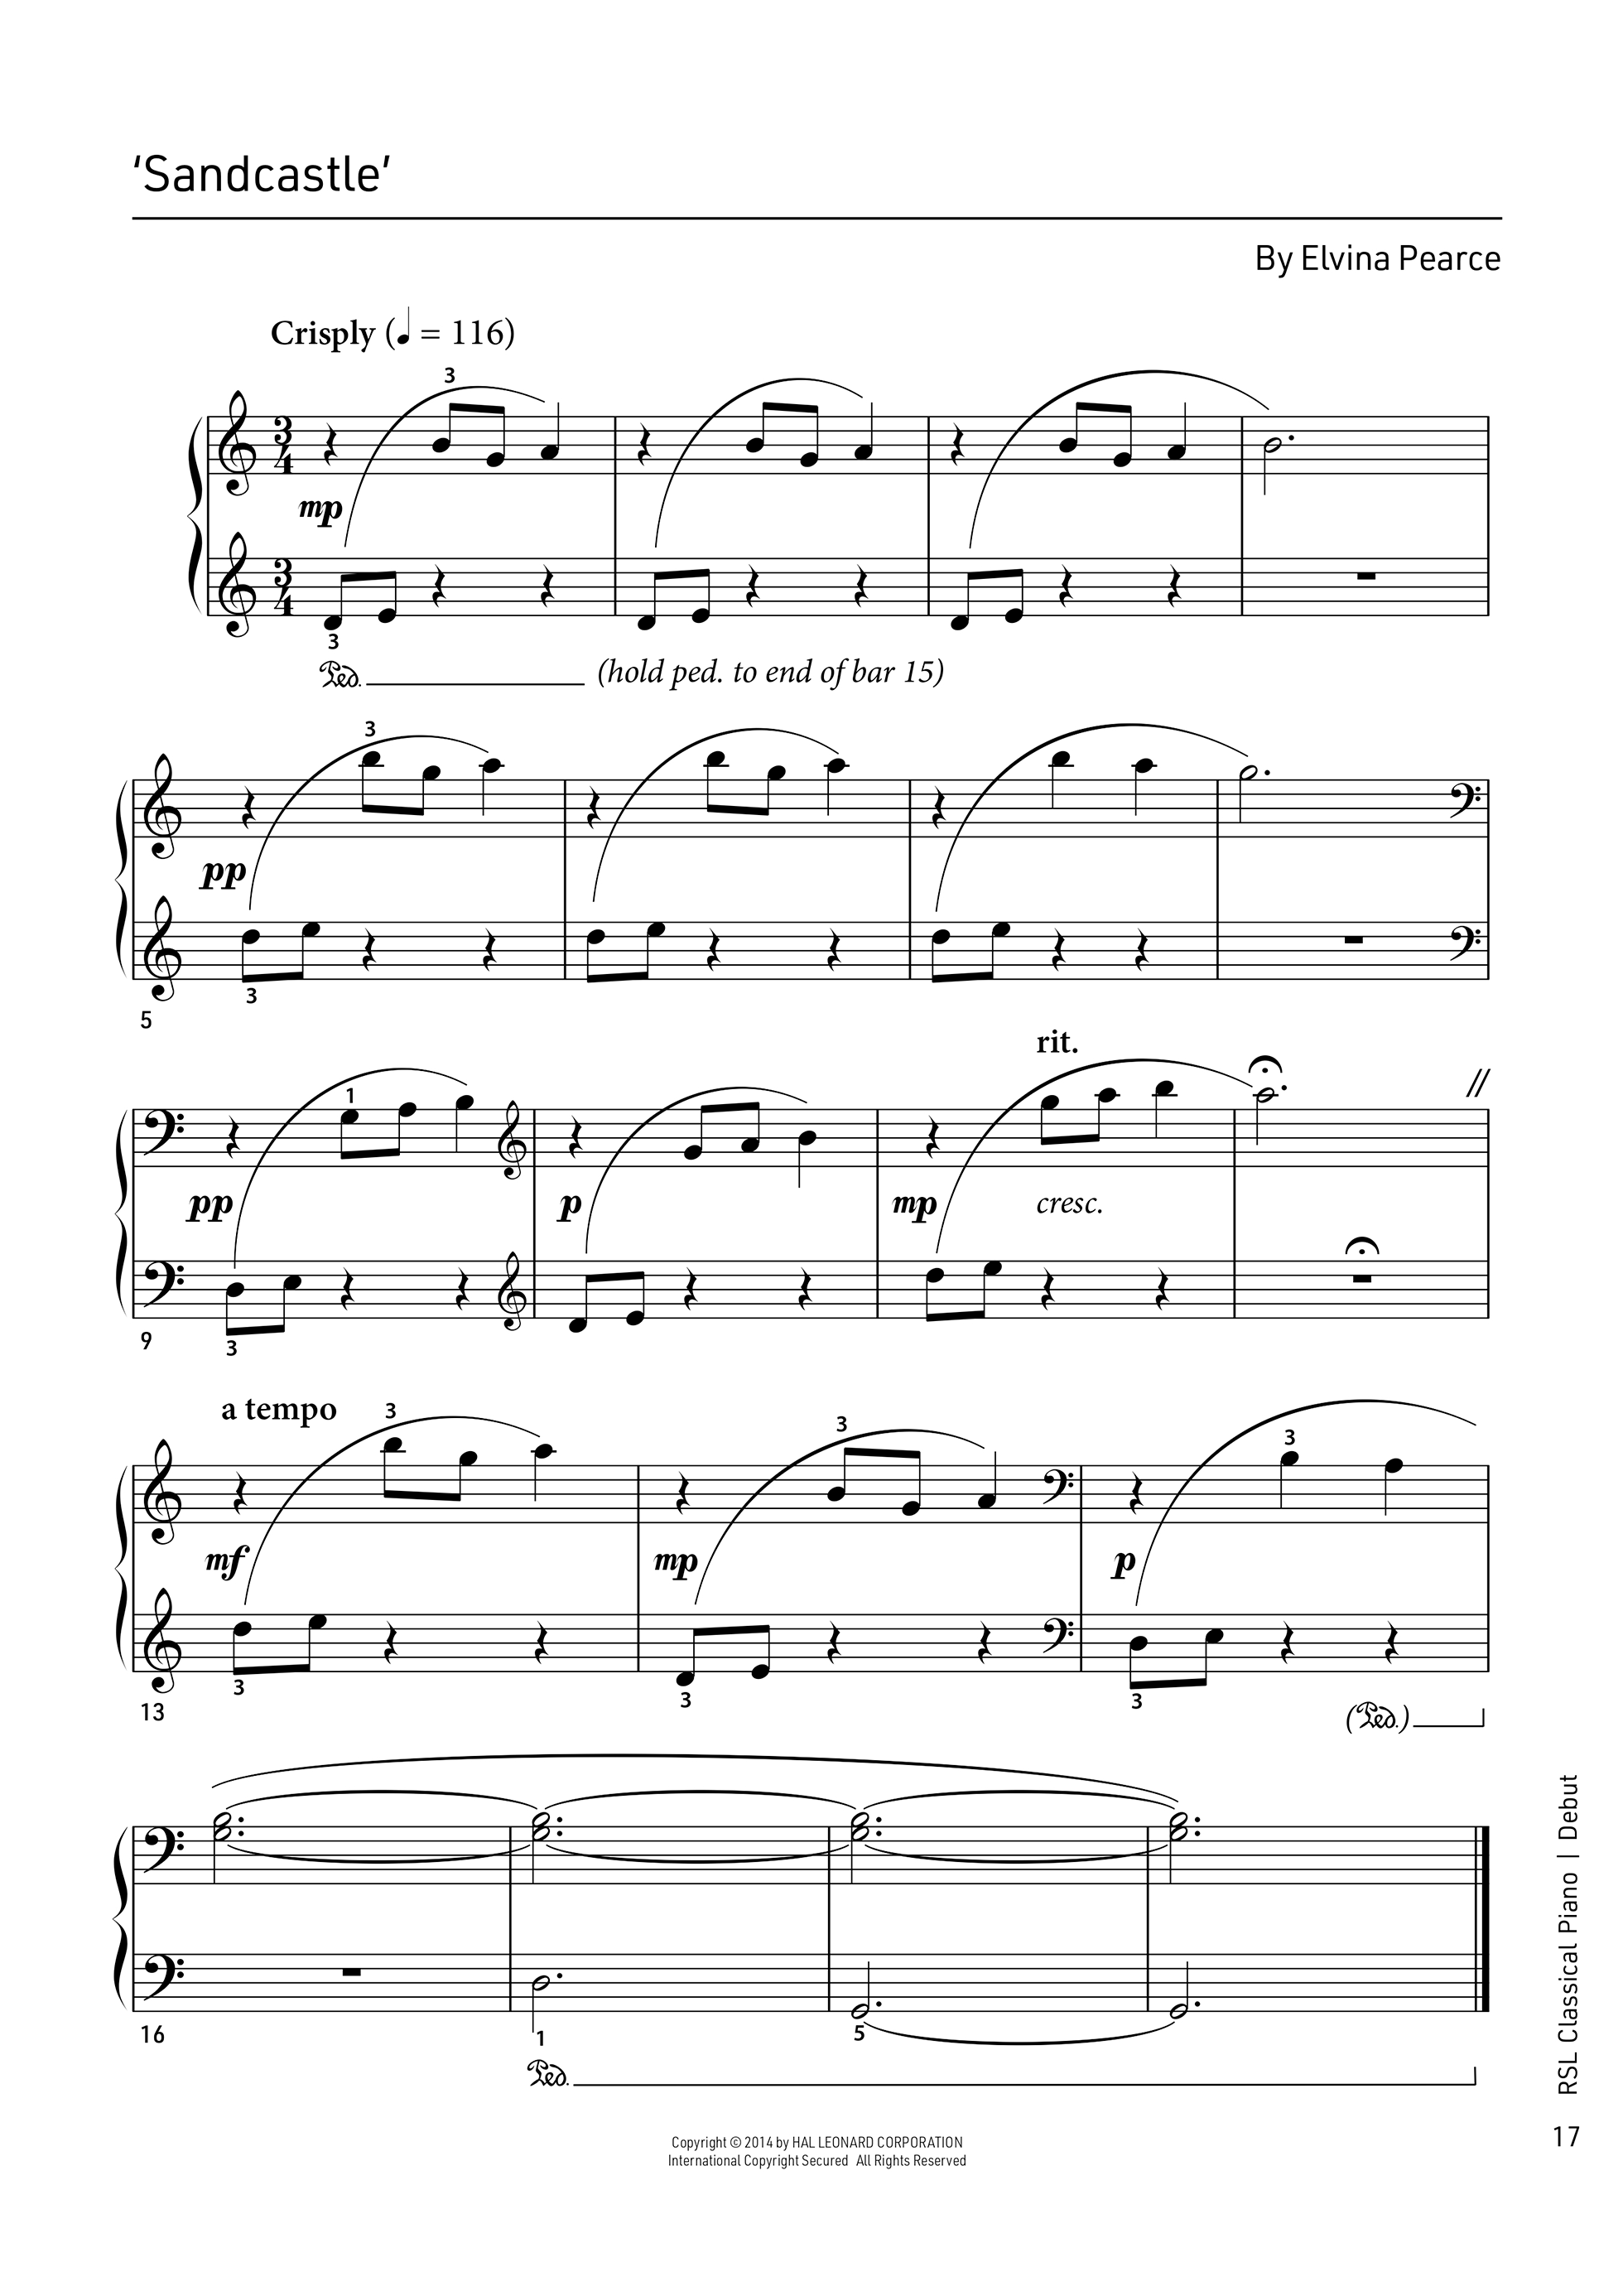 ‘Sandcastle’
By Elvina Pearce
Crisply (♩ = 116)
3
3
4
mp
3
4
3
Ped. (hold ped. to end of bar 15)
3
pp
3
5
rit.
1
pp p mp cresc.
9
3
a tempo
3
3
3
mf mp p
3
3
3
13
(Ped.)
16
1
5
Ped.
RSL Classical Piano | Debut
17
Copyright © 2014 by HAL LEONARD CORPORATION
International Copyright Secured All Rights Reserved